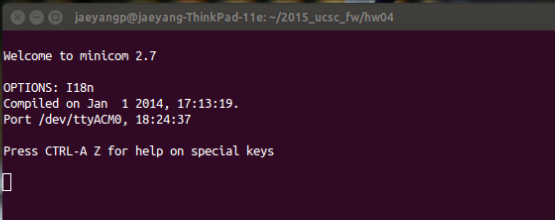 jaeyangp@jaeyang-ThinkPad-11e: ~/2015_ucsc_fw/hw04
Welcome to minicom 2.7
OPTIONS: I18n
Compiled on Jan  1 2014, 17:13:19.
Port /dev/ttyACM0, 18:24:37
Press CTRL-A Z for help on special keys